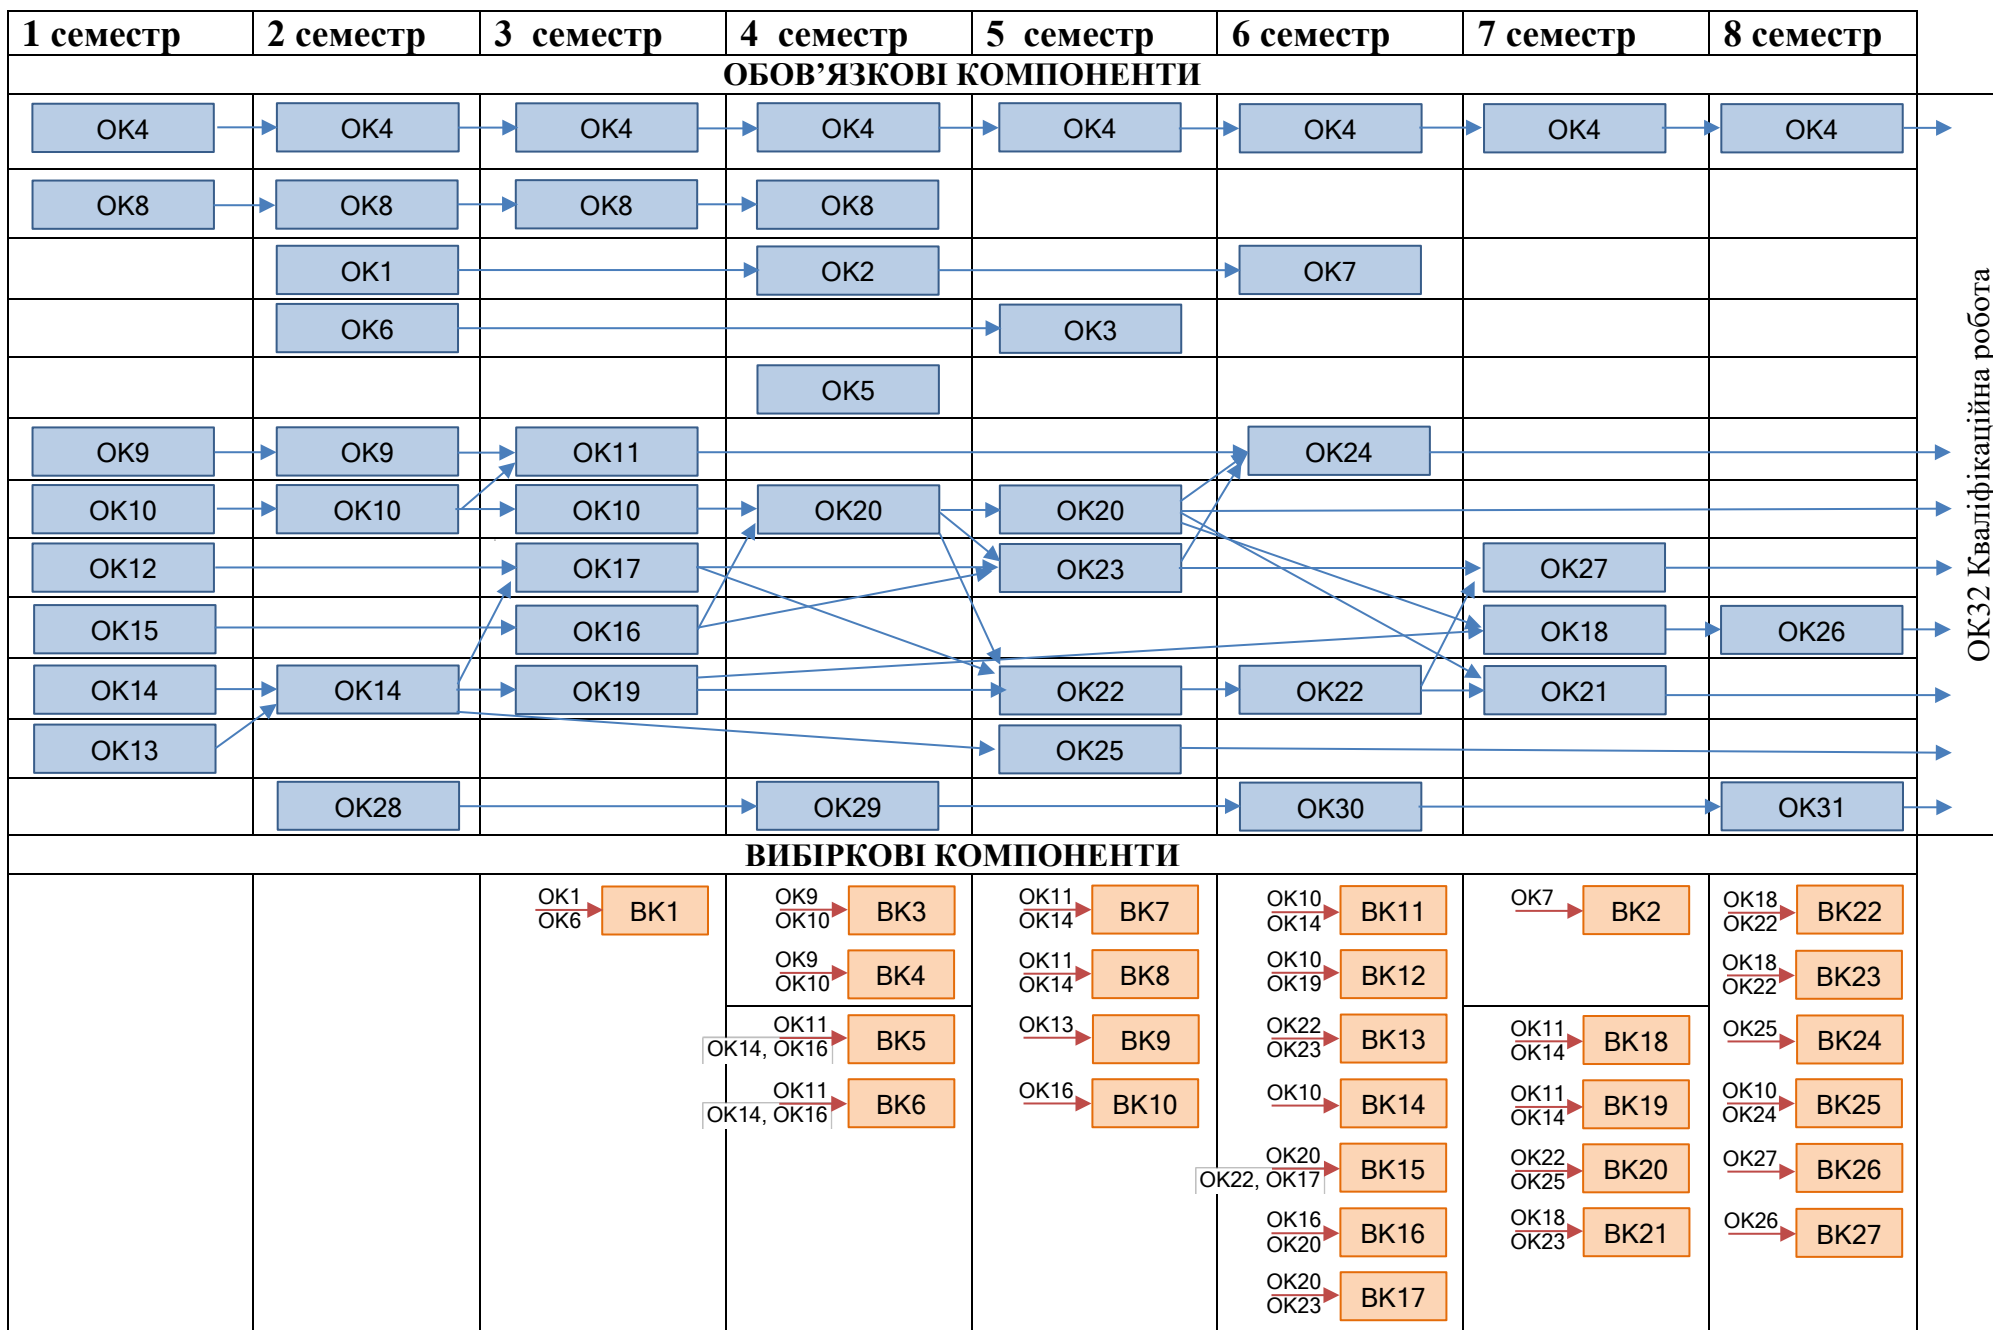 1 семестр 2 семестр 3 семестр 4 семестр 5 семестр 6 семестр 7 семестр 8 семестр
ОБОВ’ЯЗКОВІ КОМПОНЕНТИ
ОК4 ОК4 ОК4 ОК4 ОК4 ОК4 ОК4 ОК4
ОК8 ОК8 ОК8 ОК8
ОК1 ОК2 ОК7
ОК6 ОК3
ОК5
ОК9 ОК9 ОК11 ОК24
ОК10 ОК10 ОК10 ОК20 ОК20
ОК12 ОК17 ОК23 ОК27
ОК15 ОК16 ОК18 ОК26
ОК14 ОК14 ОК19 ОК22 ОК22 ОК21
ОК13 ОК25
ОК28 ОК29 ОК30 ОК31
ОК32 Кваліфікаційна робота
ВИБІРКОВІ КОМПОНЕНТИ
ОК1
ОК6
ВК1
ОК9
ОК10
ВК3
ОК9
ОК10
ВК4
ОК11
ОК14, ОК16
ВК5
ОК11
ОК14, ОК16
ВК6
ОК11
ОК14
ВК7
ОК11
ОК14
ВК8
ОК13
ВК9
ОК16
ВК10
ОК10
ОК14
ВК11
ОК10
ОК19
ВК12
ОК22
ОК23
ВК13
ОК10
ВК14
ОК20
ОК22, ОК17
ВК15
ОК16
ОК20
ВК16
ОК20
ОК23
ВК17
ОК7
ВК2
ОК11
ОК14
ВК18
ОК11
ОК14
ВК19
ОК22
ОК25
ВК20
ОК18
ОК23
ВК21
ОК18
ОК22
ВК22
ОК18
ОК22
ВК23
ОК25
ВК24
ОК10
ОК24
ВК25
ОК27
ВК26
ОК26
ВК27